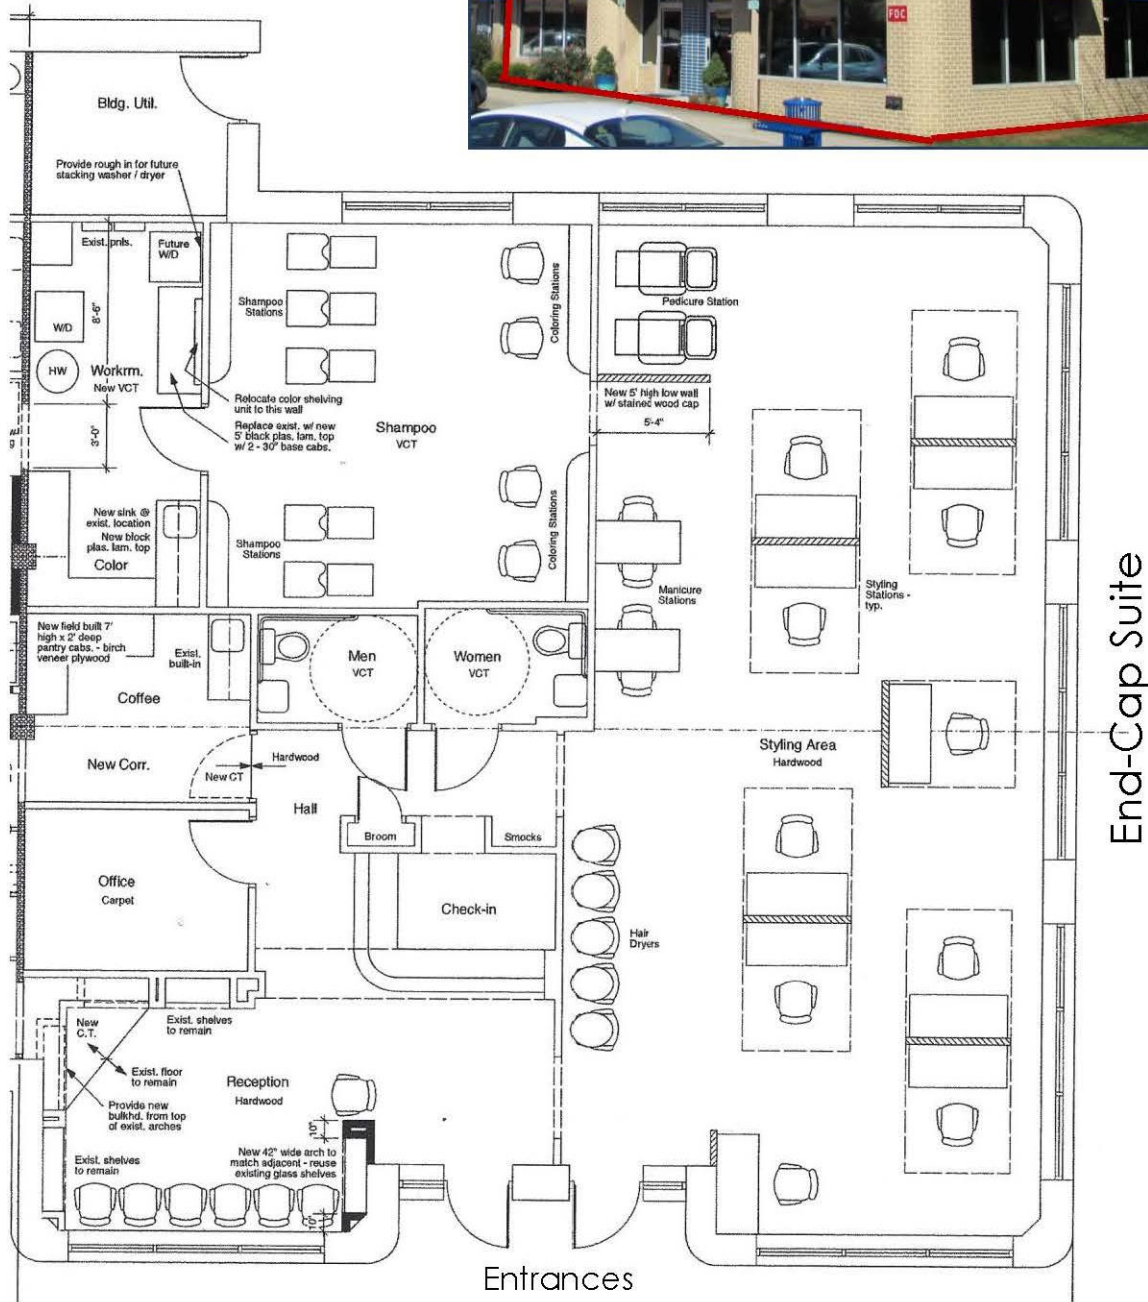 FDC
Bldg. Util.
Provide rough in for future
stacking washer / dryer
Exist. pnls.
Future
W/D
Shampoo
Stations
Coloring Stations
Pedicure Station
W/D
8'-6"
HW
Workrm.
New VCT
Relocate color shelving
unit to this wall
Replace exist. w/ new
5' black plas. lam. top
w/ 2 - 30" base cabs.
3'-0"
Shampoo
VCT
New 5' high low wall
w/ stained wood cap
5'-4"
New sink @
exist. location
New block
plas. lam. top
Color
Shampoo
Stations
Coloring Stations
Manicure
Stations
Styling
Stations -
typ.
New field built 7'
high x 2' deep
pantry cabs. - birch
veneer plywood
Exist.
built-in
Coffee
Men
VCT
Women
VCT
End-Cap Suite
New Corr.
New CT
Hardwood
Hall
Styling Area
Hardwood
Broom
Smocks
Office
Carpet
Check-in
Hair
Dryers
New
C.T.
Exist. shelves
to remain
Exist. floor
to remain
Reception
Hardwood
Provide new
bulkhd. from top
of exist. arches
10"
Exist. shelves
to remain
New 42" wide arch to
match adjacent - reuse
existing glass shelves
10"
Entrances